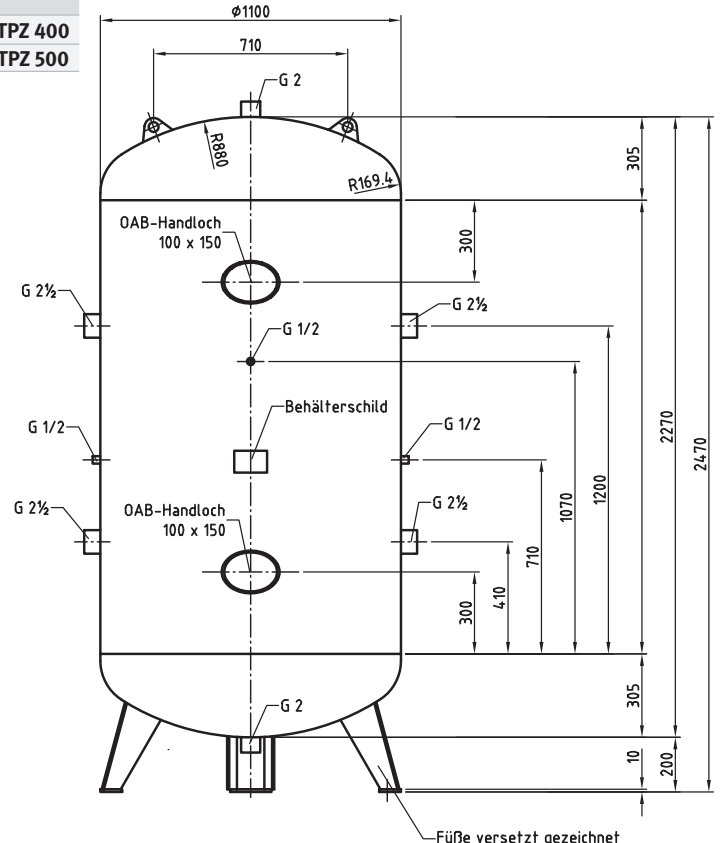 TPZ 400
TPZ 500
ø1100
710
G 2
R880
R169.4
305
OAB-Handloch
100 x 150
300
G 2½
G 2½
G 1/2
Behälterschild
G 1/2
G 1/2
2270
2470
1200
1070
G 2½
G 2½
OAB-Handloch
100 x 150
710
410
300
305
G 2
10
200
Füße versetzt gezeichnet